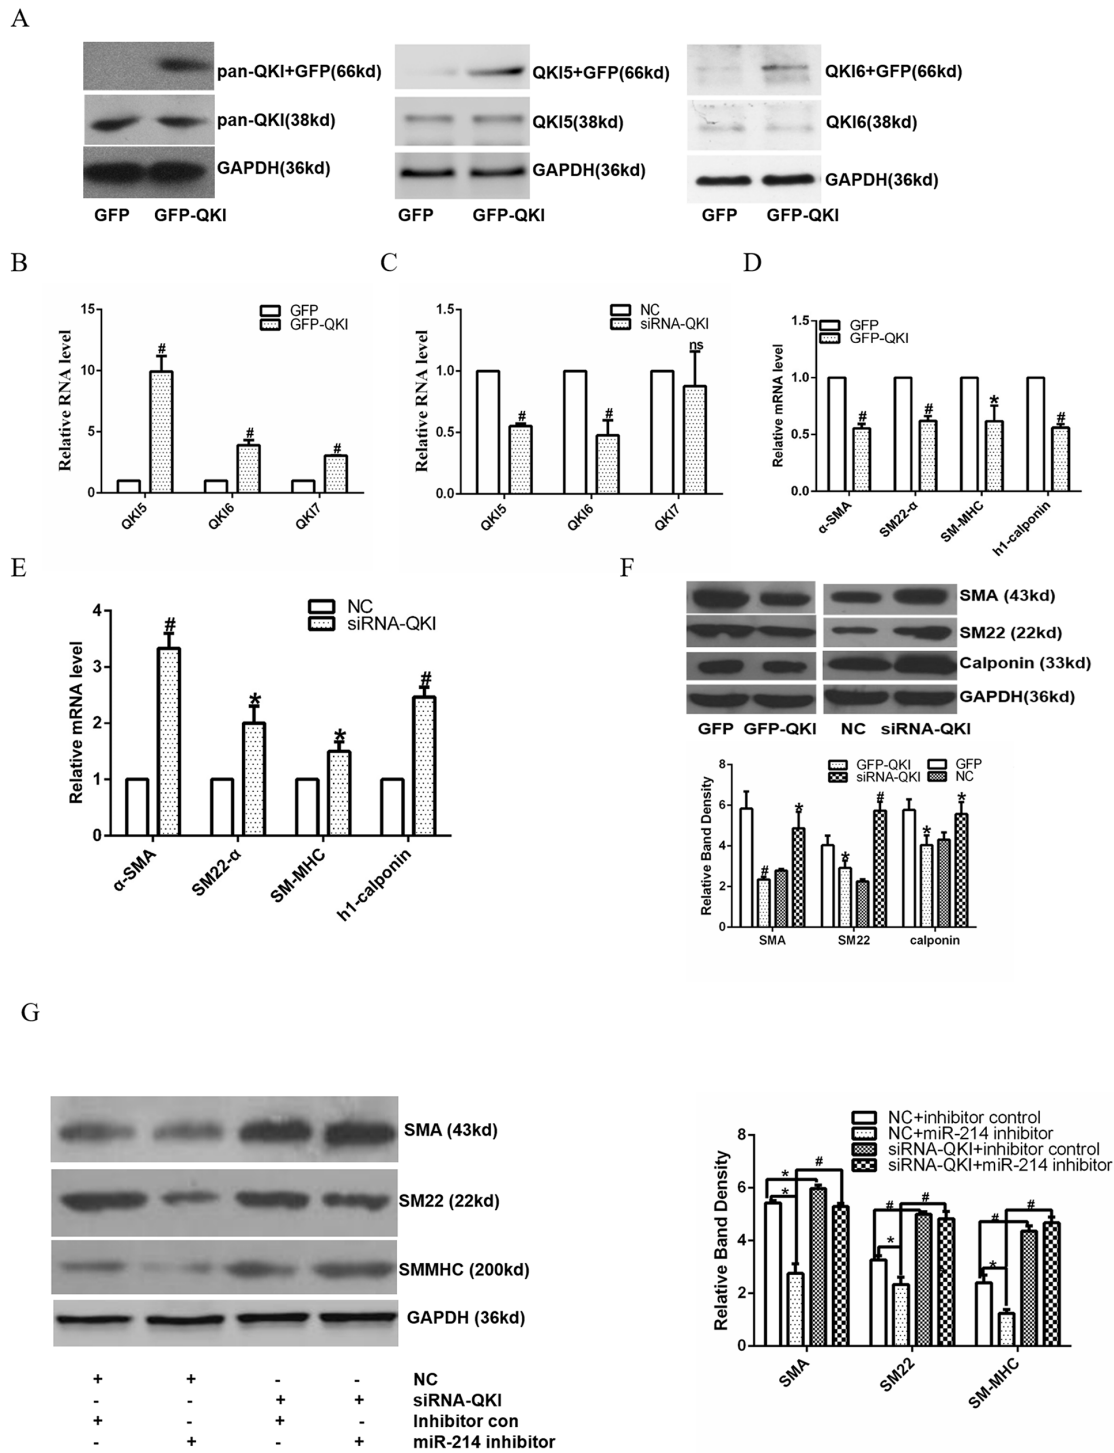 A
pan-QKI+GFP(66kd)
pan-QKI(38kd)
GAPDH(36kd)
GFP GFP-QKI
QKI5+GFP(66kd)
QKI5(38kd)
GAPDH(36kd)
GFP GFP-QKI
QKI6+GFP(66kd)
QKI6(38kd)
GAPDH(36kd)
GFP GFP-QKI
B
Relative RNA level
15
10
5
0
GFP
GFP-QKI
# # #
QKI5 QKI6 QKI7
C
Relative RNA level
1.5
1.0
0.5
0.0
NC
siRNA-QKI
# # ns
QKI5 QKI6 QKI7
D
Relative mRNA level
1.5
1.0
0.5
0.0
GFP
GFP-QKI
# # * #
α-SMA SM22-α SM-MHC h1-calponin
E
Relative mRNA level
4
3
2
1
0
NC
siRNA-QKI
# * * #
α-SMA SM22-α SM-MHC h1-calponin
F
SMA (43kd)
SM22 (22kd)
Calponin (33kd)
GAPDH(36kd)
GFP GFP-QKI NC siRNA-QKI
Relative Band Density
8
6
4
2
0
GFP-QKI GFP
siRNA-QKI NC
# * * # * *
SMA SM22 calponin
G
SMA (43kd)
SM22 (22kd)
SMMHC (200kd)
GAPDH (36kd)
+ + - - NC
- - + + siRNA-QKI
+ - + - Inhibitor con
- + - + miR-214 inhibitor
Relative Band Density
8
6
4
2
0
NC+inhibitor control
NC+miR-214 inhibitor
siRNA-QKI+inhibitor control
siRNA-QKI+miR-214 inhibitor
* * # # * # # * #
SMA SM22 SM-MHC